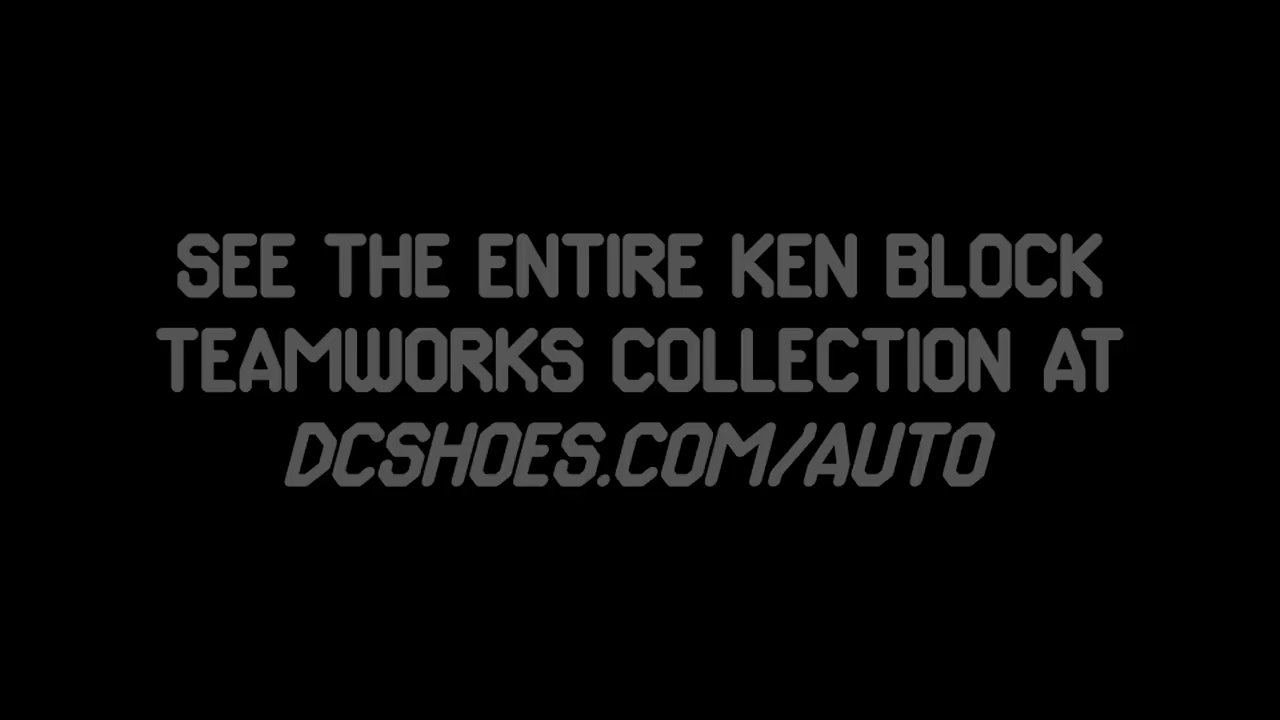 SEE THE ENTIRE KEN BLOCK
TEAMWORKS COLLECTION AT
DCSHOES.COM/AUTO